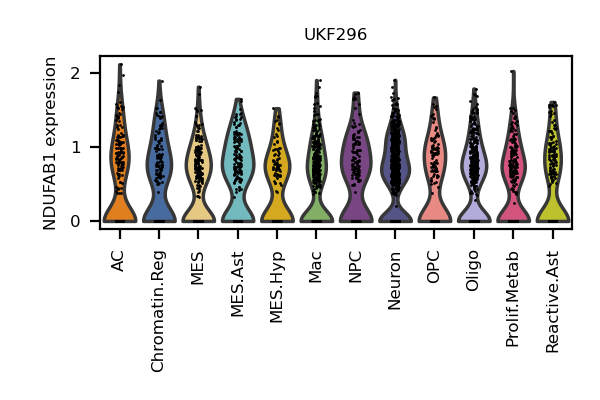 UKF296
NDUFAB1 expression
2
1
0
AC
Chromatin.Reg
MES
MES.Ast
MES.Hyp
Mac
NPC
Neuron
OPC
Oligo
Prolif.Metab
Reactive.Ast